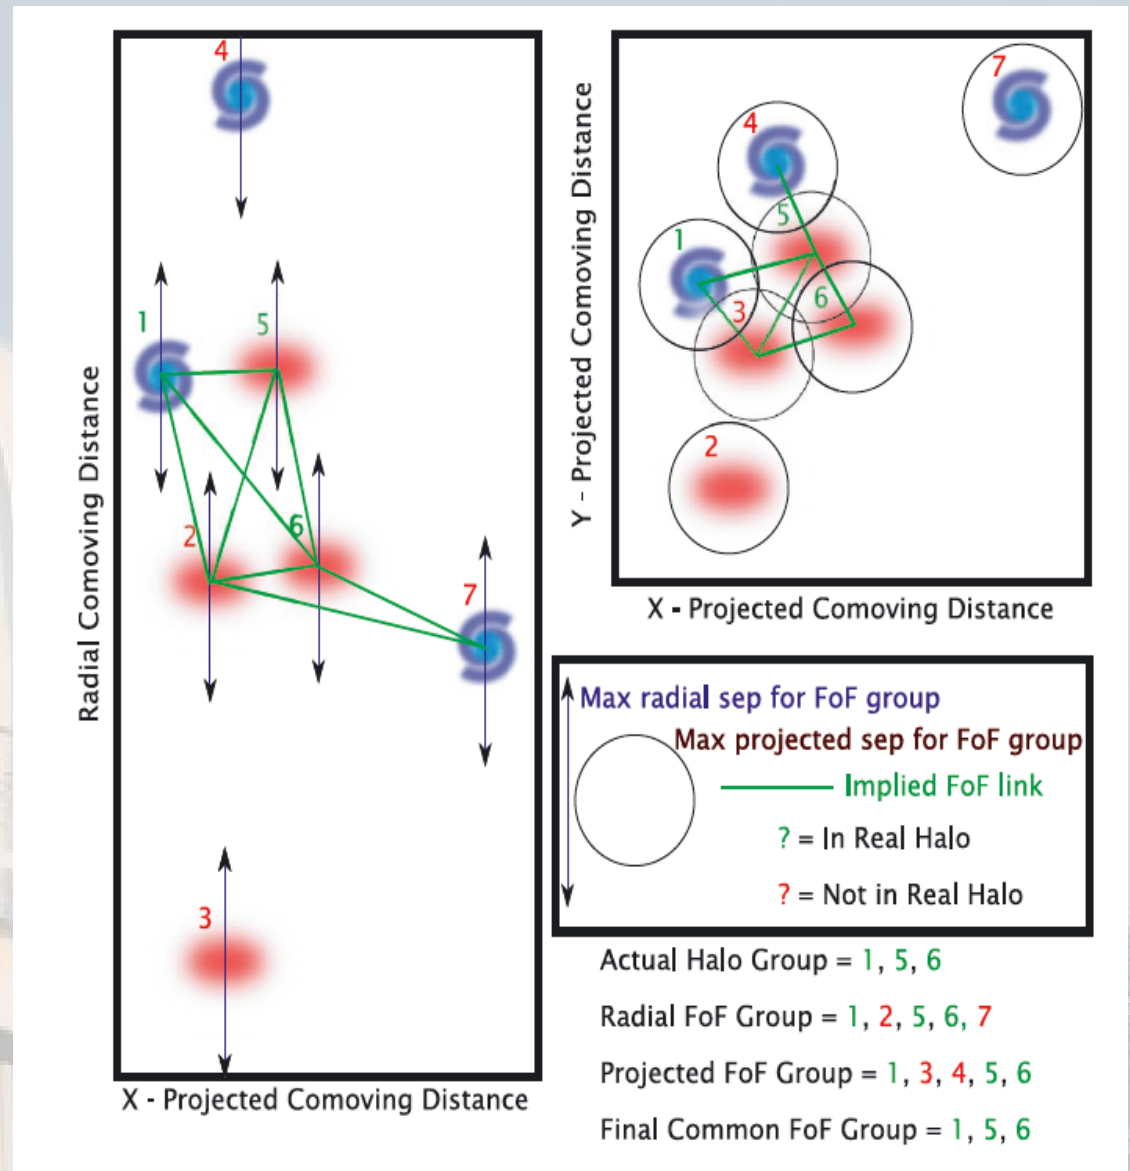 4
1
5
2
6
7
3
Radial Comoving Distance
X - Projected Comoving Distance
7
4
5
1
3
6
2
Y - Projected Comoving Distance
X - Projected Comoving Distance
Max radial sep for FoF group
Max projected sep for FoF group
Implied FoF link
? = In Real Halo
? = Not in Real Halo
Actual Halo Group = 1, 5, 6
Radial FoF Group = 1, 2, 5, 6, 7
Projected FoF Group = 1, 3, 4, 5, 6
Final Common FoF Group = 1, 5, 6